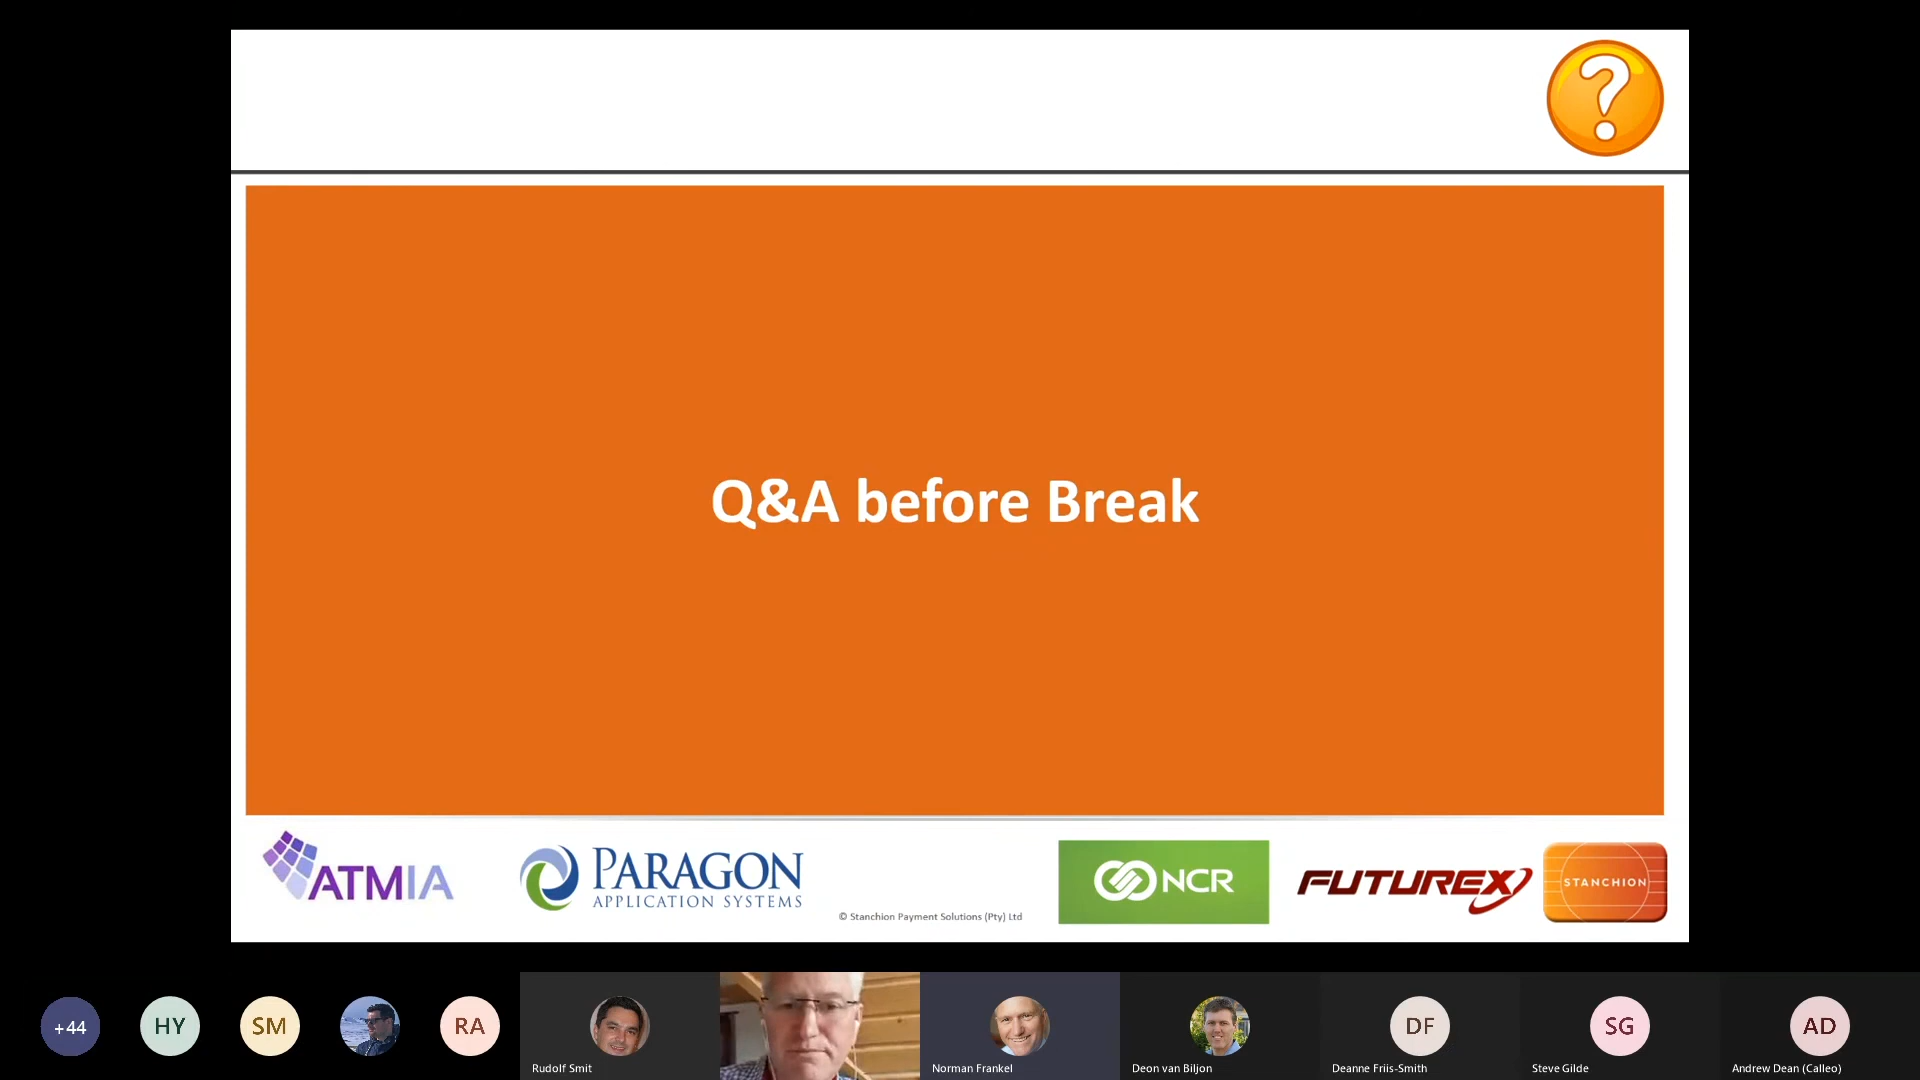 ?
Q&A before Break
ATMIA
PARAGON
APPLICATION SYSTEMS
© Stanchion Payment Solutions (Pty) Ltd
NCR
FUTUREX
STANCHION
+44
HY
SM
RA
DF
SG
AD
Rudolf Smit
Norman Frankel
Deon van Biljon
Deanne Friis-Smith
Steve Gilde
Andrew Dean (Calleo)